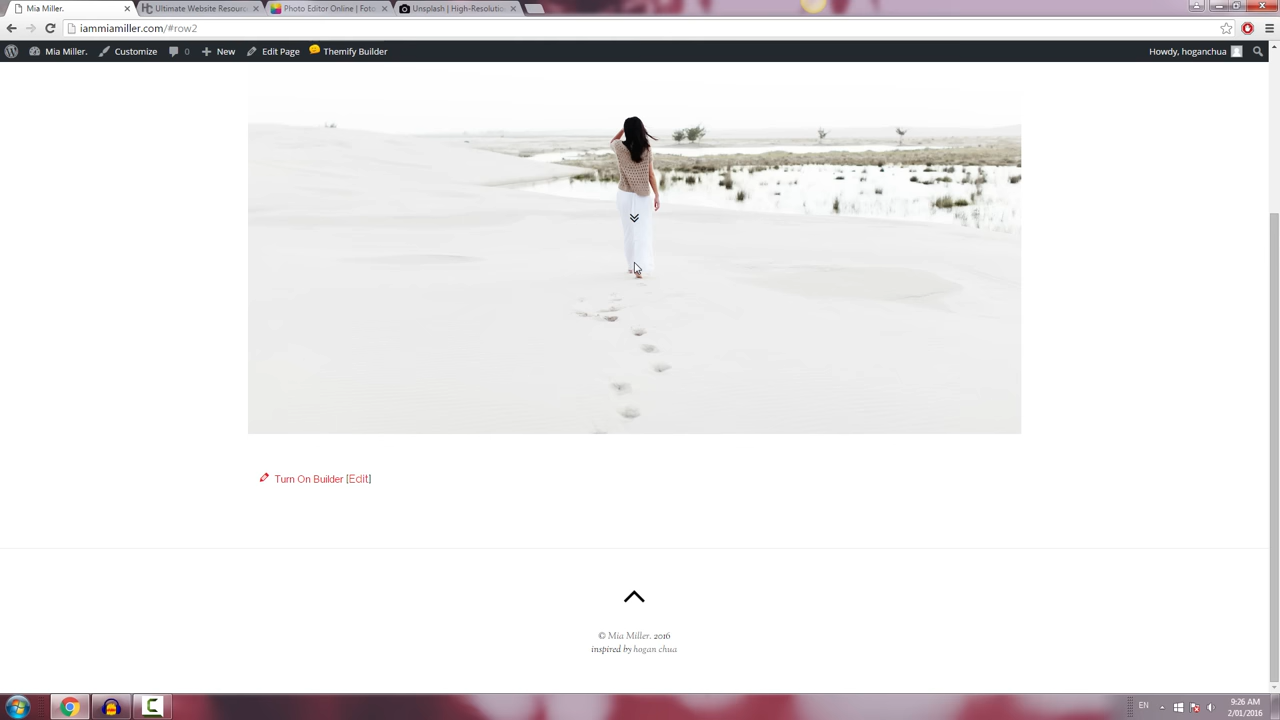 Mia Miller.
Ultimate Website Resourc
Photo Editor Online | Foto
Unsplash | High-Resolutio
iammiamiller.com/#row2
Mia Miller.
Customize
0
New
Edit Page
Themify Builder
Howdy, hoganchua
Turn On Builder [Edit]
© Mia Miller. 2016
inspired by hogan chua
EN
9:26 AM
2/01/2016